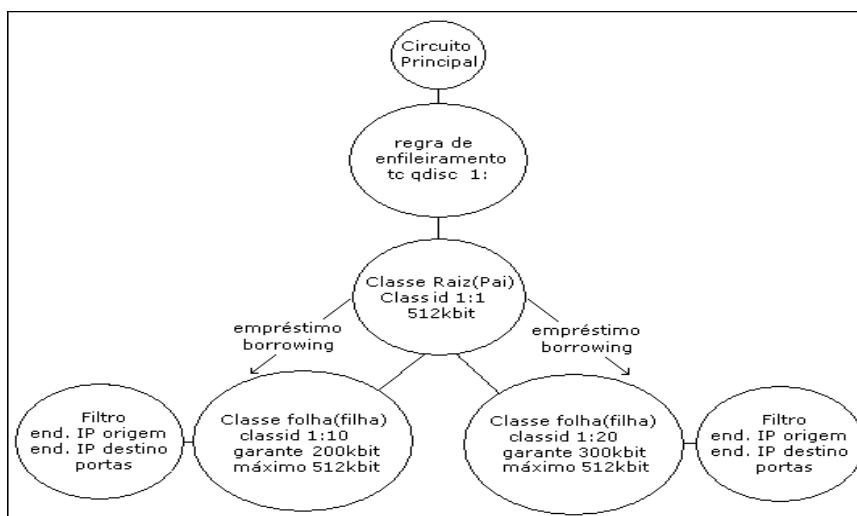 Circuito
Principal
regra de
enfileiramento
tc qdisc 1:
Classe Raiz(Pai)
Classid 1:1
512kbit
empréstimo
borrowing
empréstimo
borrowing
Filtro
end. IP origem
end. IP destino
portas
Classe folha(filha)
classid 1:10
garante 200kbit
máximo 512kbit
Classe folha(filha)
classid 1:20
garante 300kbit
máximo 512kbit
Filtro
end. IP origem
end. IP destino
portas